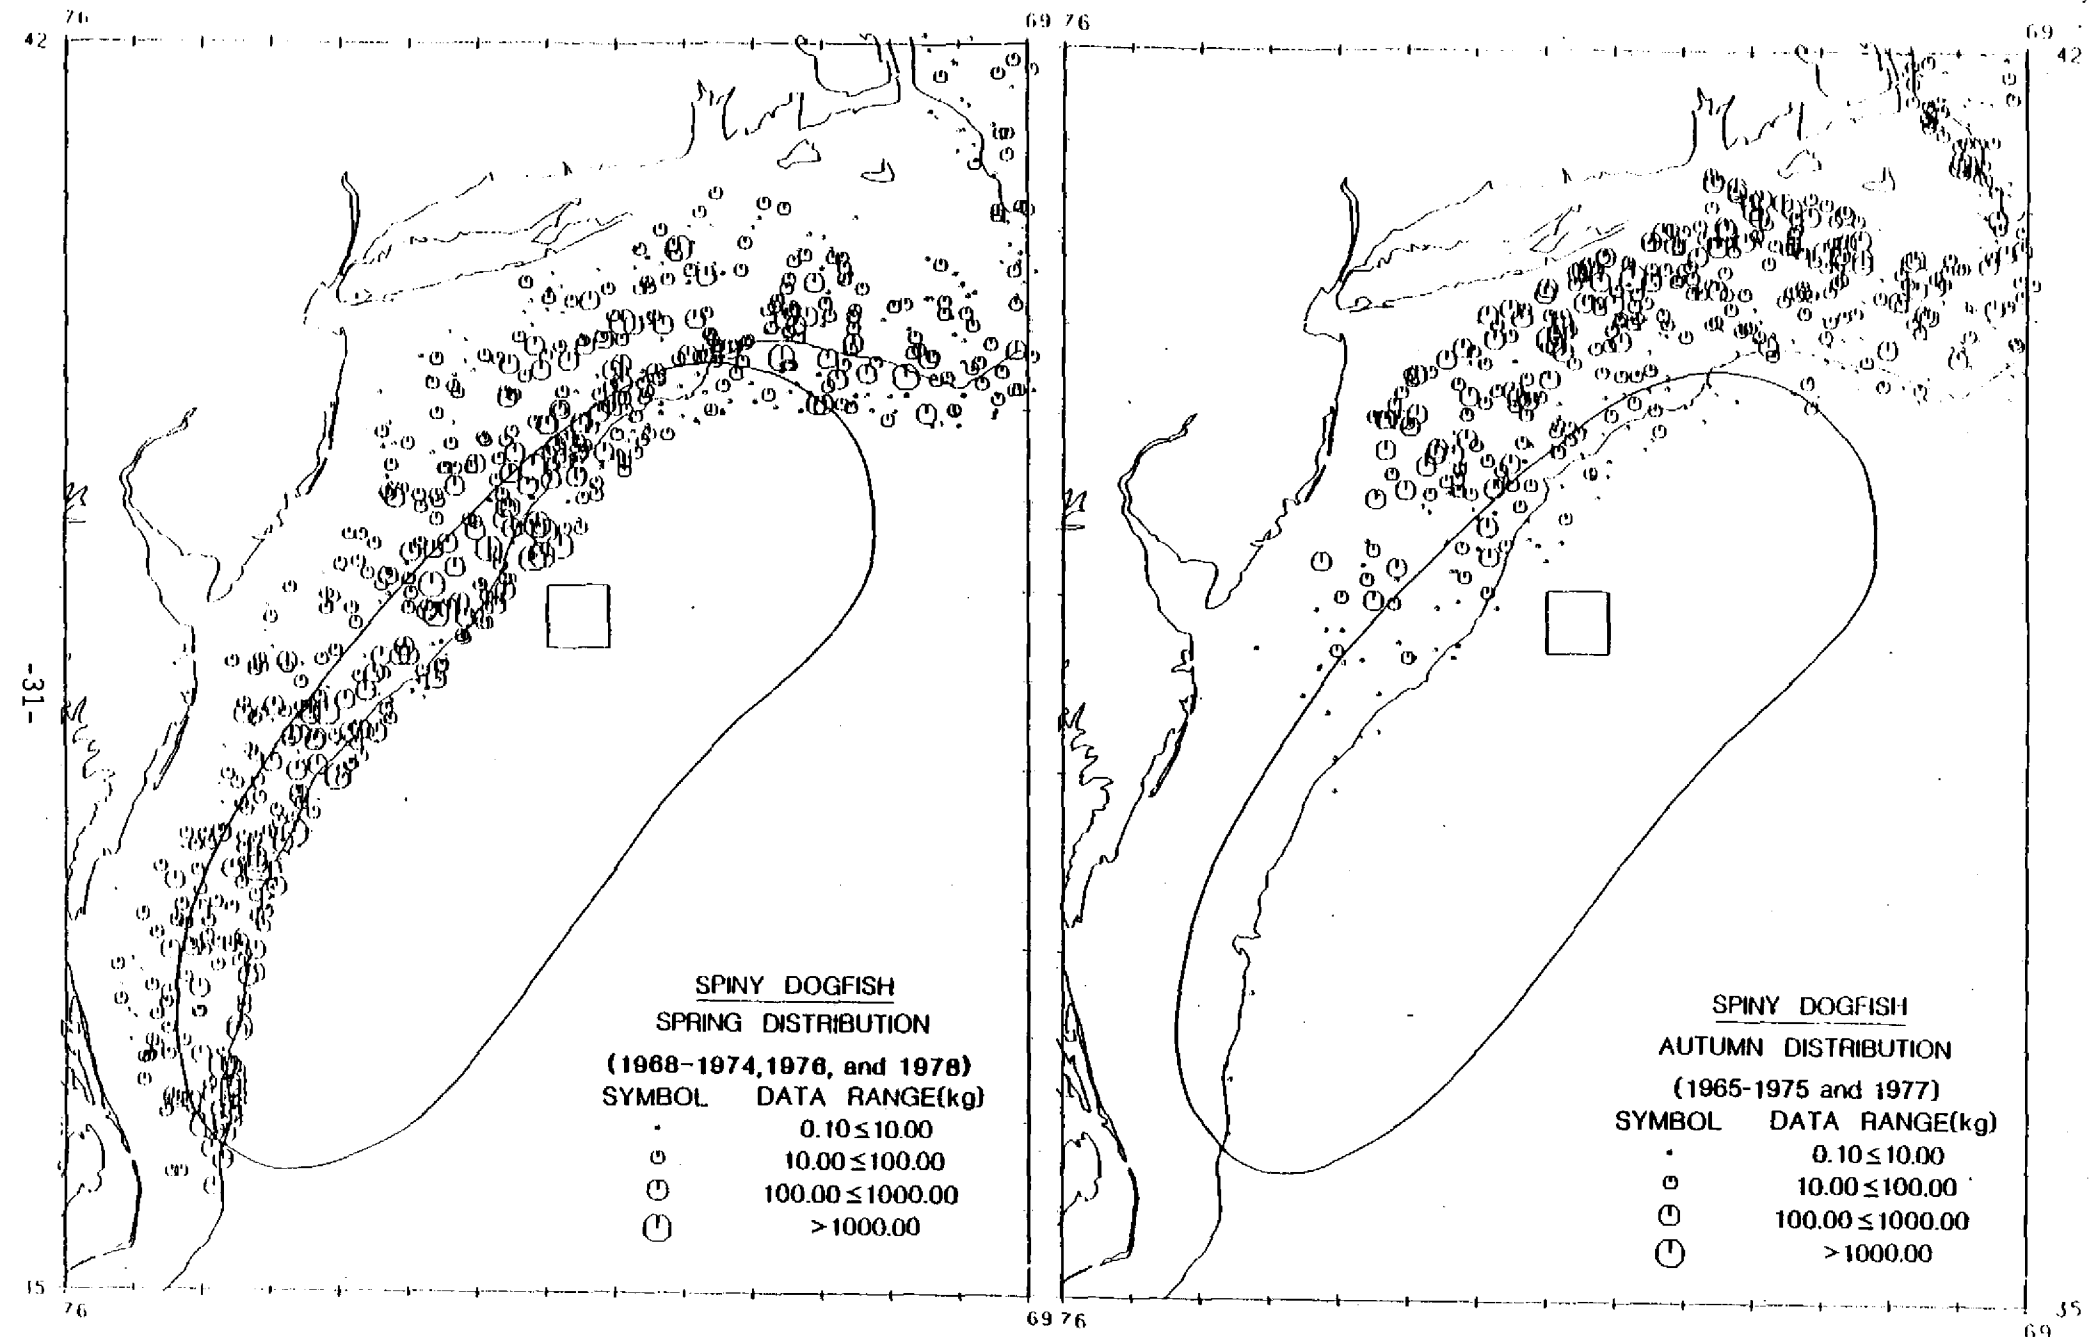 76
69 76
69
42
42
-31-
SPINY DOGFISH
SPRING DISTRIBUTION
(1968-1974,1976, and 1978)
SYMBOL DATA RANGE(kg)
0.10≤10.00
10.00≤100.00
100.00≤1000.00
>1000.00
SPINY DOGFISH
AUTUMN DISTRIBUTION
(1965-1975 and 1977)
SYMBOL DATA RANGE(kg)
0.10≤10.00
10.00≤100.00
100.00≤1000.00
>1000.00
35
35
76
69 76
69